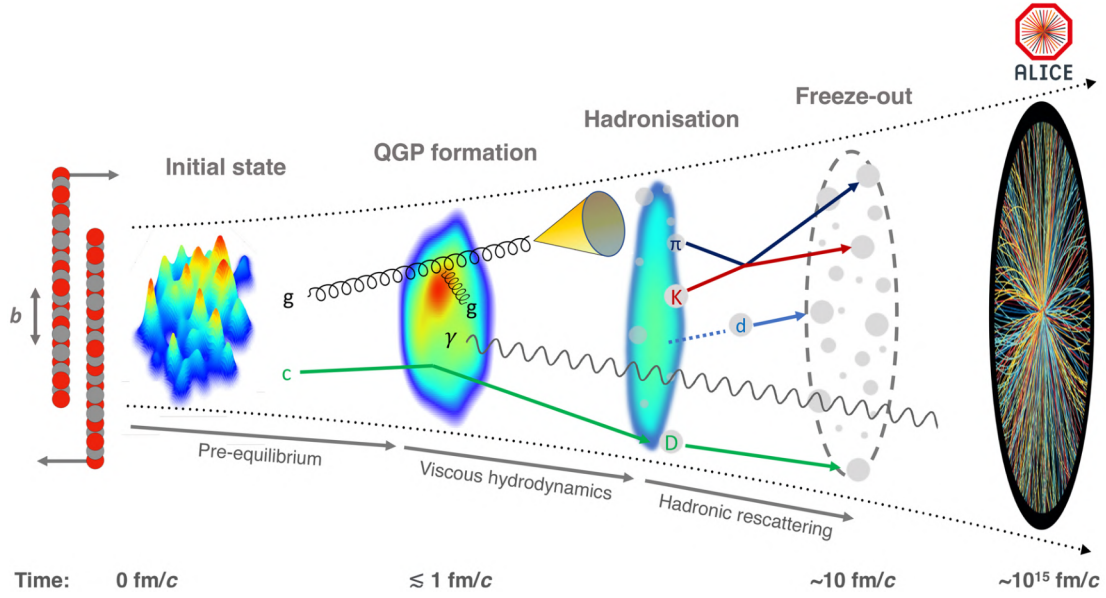 ALICE
Freeze-out
Hadronisation
QGP formation
Initial state
b
g
g
γ
c
π
K
d
D
Pre-equilibrium
Viscous hydrodynamics
Hadronic rescattering
Time: 0 fm/c ≲ 1 fm/c ~10 fm/c ~10¹⁵ fm/c